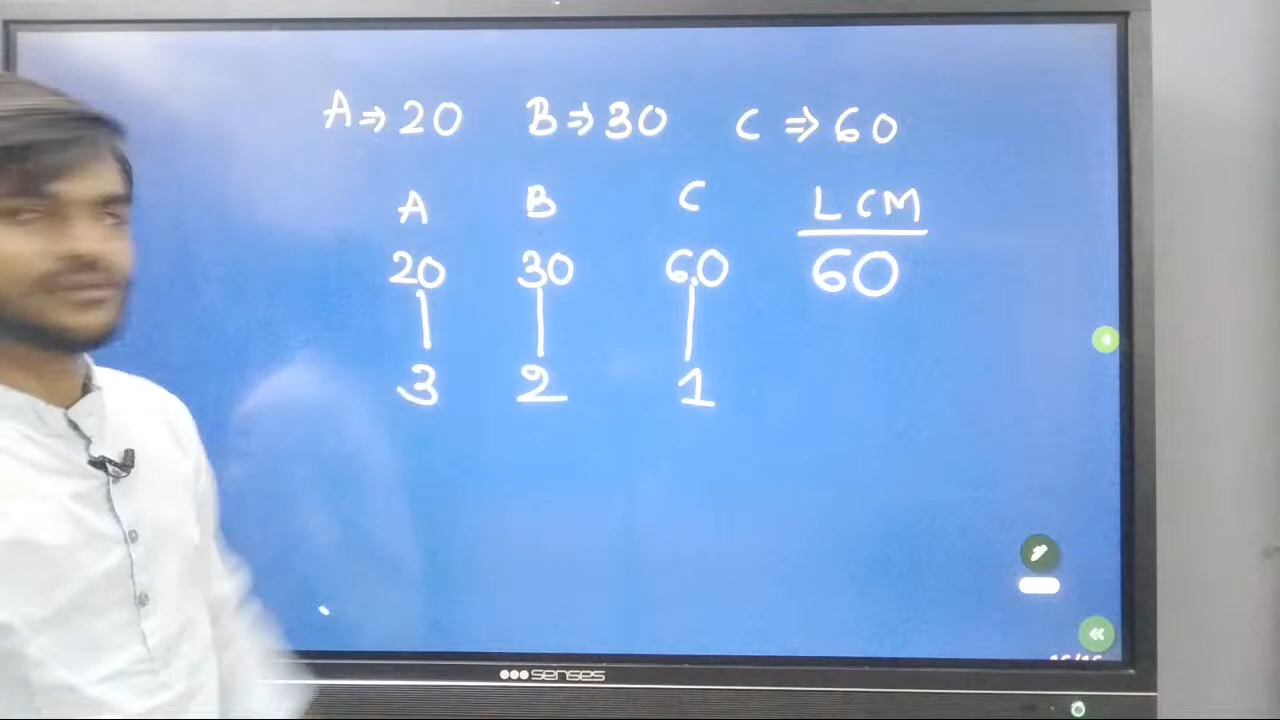 A ⇒ 20 B ⇒ 30 C ⇒ 60
A B C LCM
20 30 60 60
3 2 1
senses